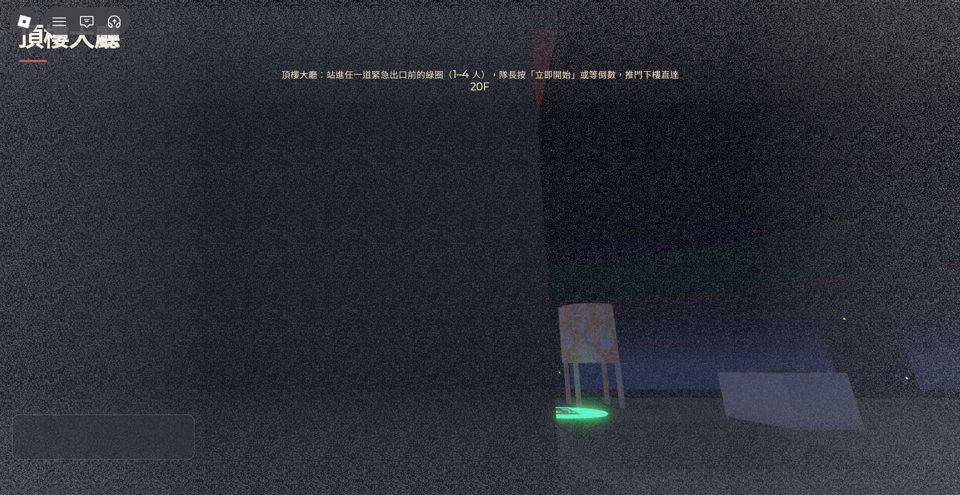 頂樓大廳
頂樓大廳：站進任一道緊急出口前的綠圈（1–4 人），隊長按「立即開始」或等倒數，推門下樓直達
20F